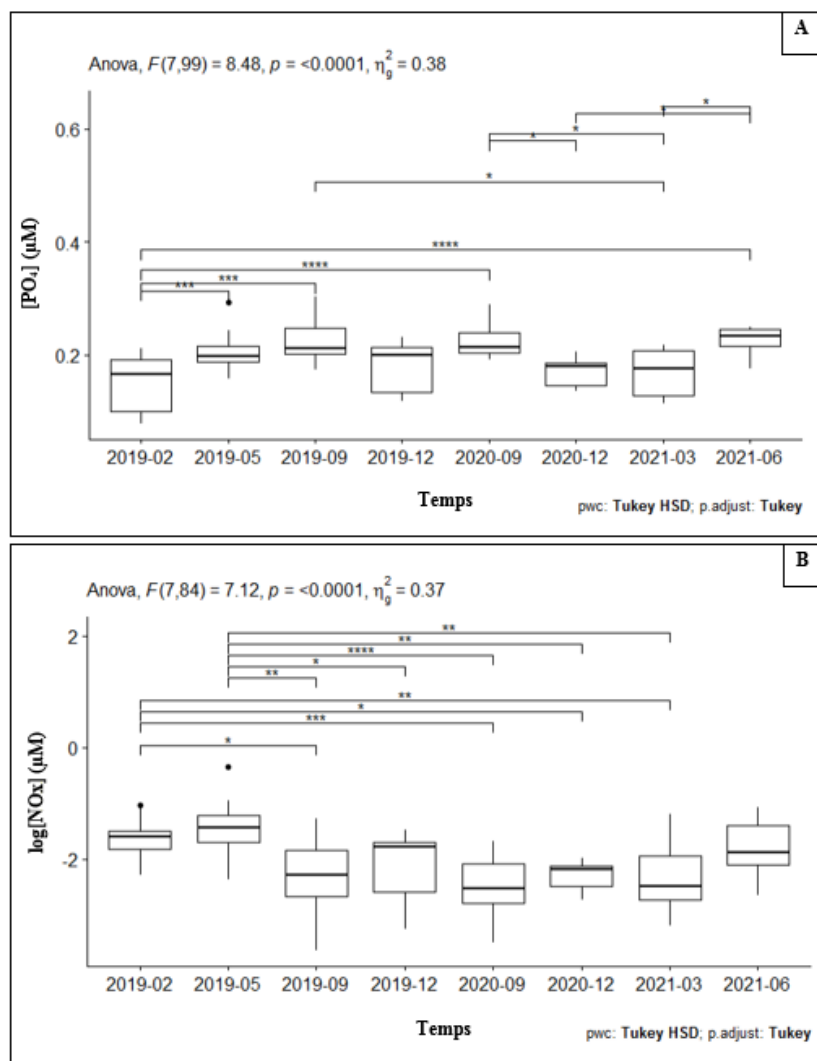 A
Anova, F(7,99) = 8.48, p = <0.0001, η²g = 0.38
0.6
0.4
0.2
[PO₄] (µM)
*
*
*
*
*
****
****
***
***
2019-02 2019-05 2019-09 2019-12 2020-09 2020-12 2021-03 2021-06
Temps
pwc: Tukey HSD; p.adjust: Tukey
B
Anova, F(7,84) = 7.12, p = <0.0001, η²g = 0.37
2
0
-2
log[NOx] (µM)
**
**
****
*
**
**
*
***
*
2019-02 2019-05 2019-09 2019-12 2020-09 2020-12 2021-03 2021-06
Temps
pwc: Tukey HSD; p.adjust: Tukey